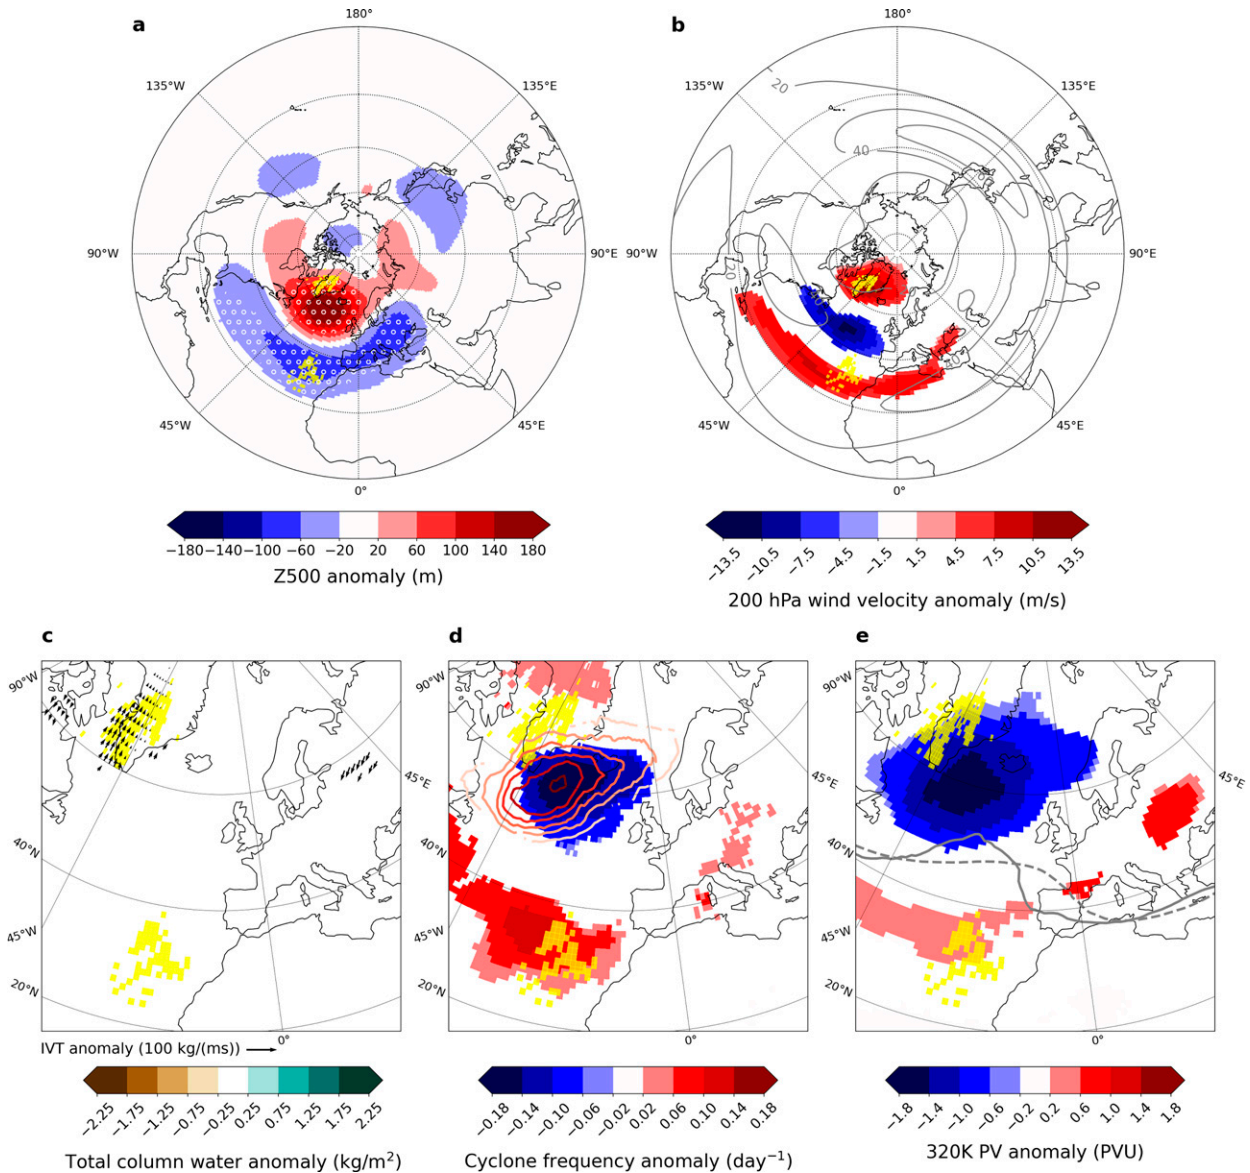 a
180°
135°W
135°E
90°W
90°E
45°W
45°E
0°
−180−140−100 −60 −20 20 60 100 140 180
Z500 anomaly (m)
b
180°
135°W
135°E
20
40
90°W
90°E
20
40
45°W
45°E
0°
−13.5 −10.5 −7.5 −4.5 −1.5 1.5 4.5 7.5 10.5 13.5
200 hPa wind velocity anomaly (m/s)
c
90°W
45°E
40°N
45°W
20°N
0°
IVT anomaly (100 kg/(ms))
−2.25 −1.75 −1.25 −0.75 −0.25 0.25 0.75 1.25 1.75 2.25
Total column water anomaly (kg/m²)
d
90°W
45°E
40°N
45°W
20°N
0°
−0.18 −0.14 −0.10 −0.06 −0.02 0.02 0.06 0.10 0.14 0.18
Cyclone frequency anomaly (day⁻¹)
e
90°W
45°E
40°N
45°W
20°N
0°
−1.8 −1.4 −1.0 −0.6 −0.2 0.2 0.6 1.0 1.4 1.8
320K PV anomaly (PVU)